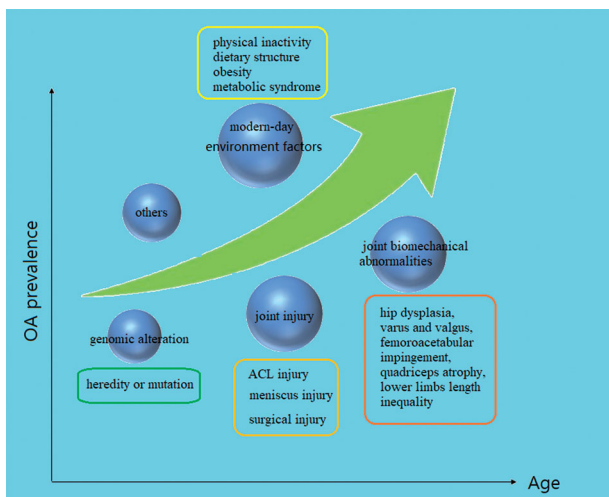 physical inactivity
dietary structure
obesity
metabolic syndrome
modern-day
environment factors
others
joint biomechanical
abnormalities
OA prevalence
genomic alteration
joint injury
heredity or mutation
ACL injury
meniscus injury
surgical injury
hip dysplasia,
varus and valgus,
femoroacetabular
impingement,
quadriceps atrophy,
lower limbs length
inequality
Age